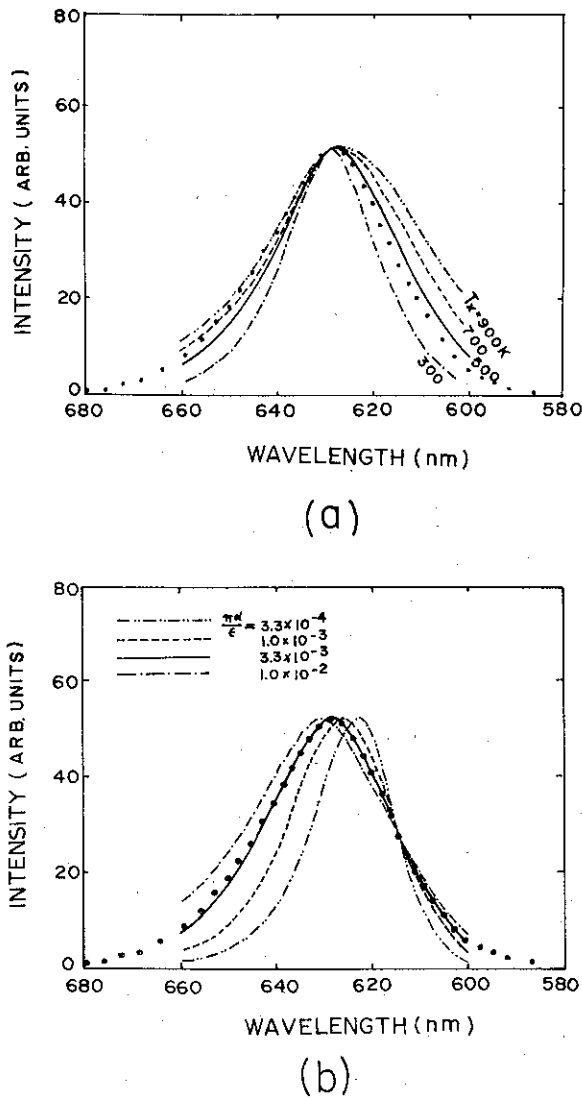 80
60
40
20
0
INTENSITY (ARB. UNITS)
Tx=900K
700
500
300
680 660 640 620 600 580
WAVELENGTH (nm)
(a)
80
60
40
20
0
INTENSITY (ARB. UNITS)
= 3.3×10⁻⁴
1.0×10⁻³
3.3×10⁻³
1.0×10⁻²
680 660 640 620 600 580
WAVELENGTH (nm)
(b)